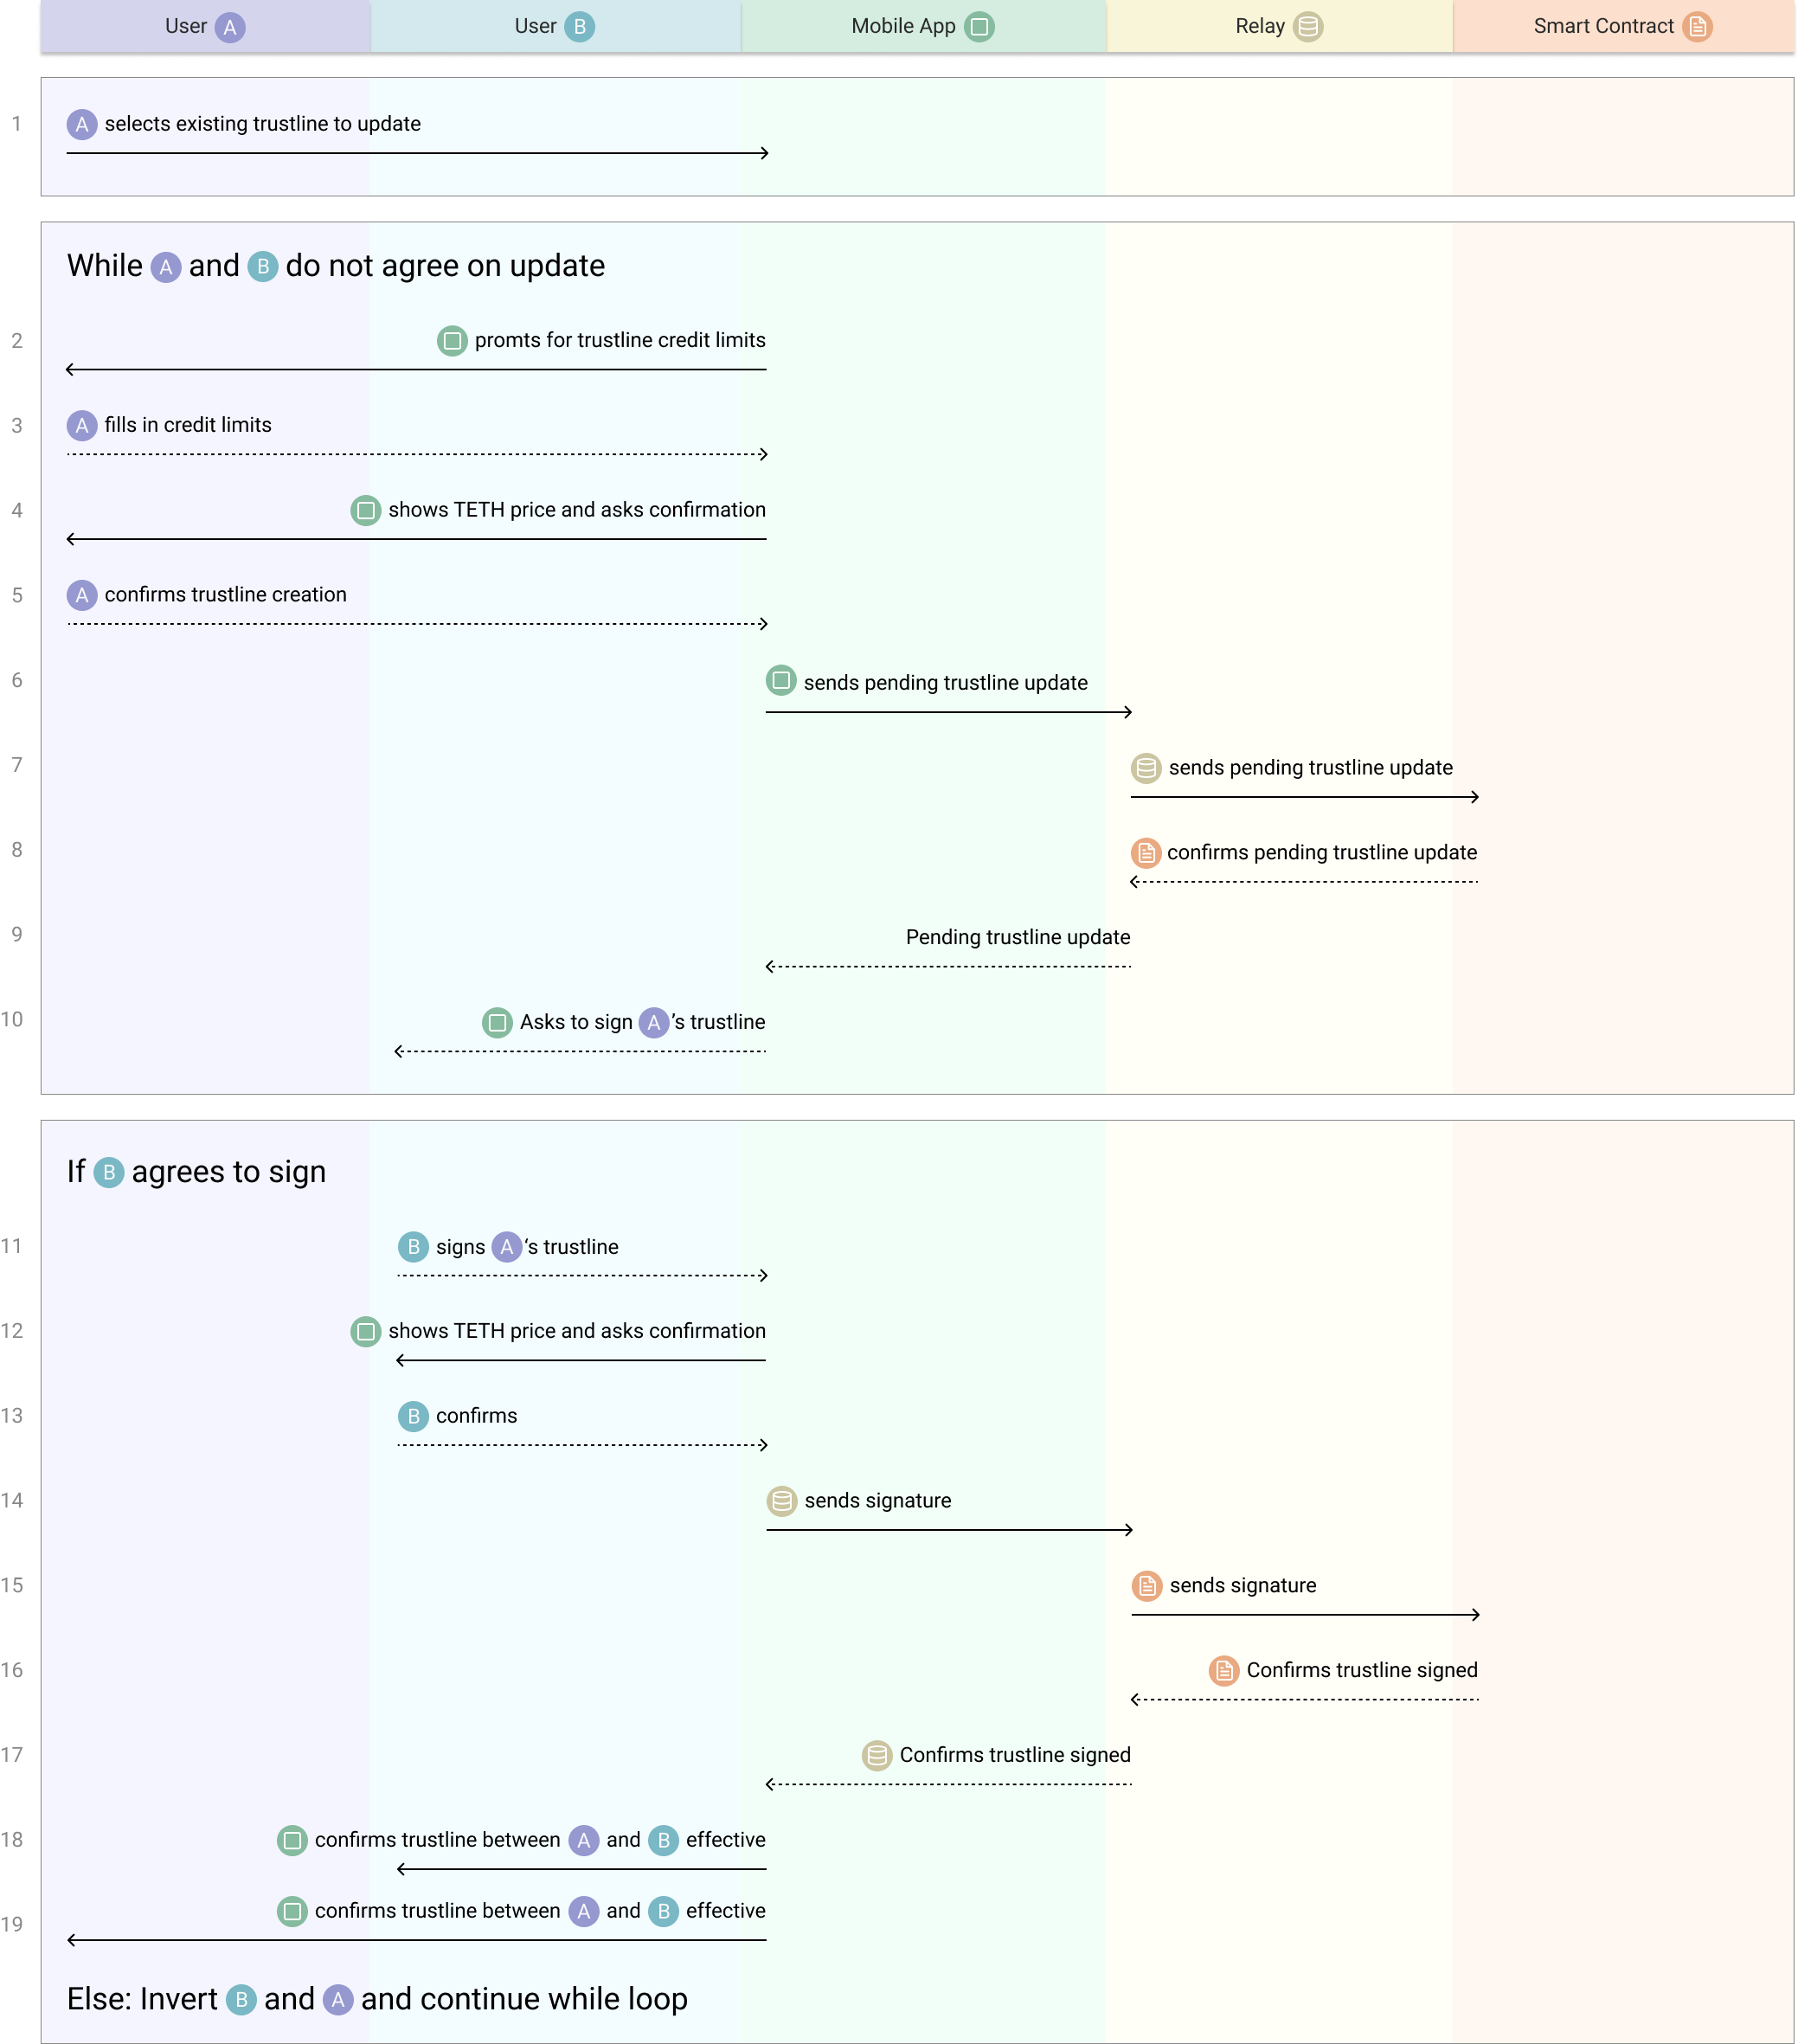 User A User B Mobile App Relay Smart Contract
1 A selects existing trustline to update
While A and B do not agree on update
2 promts for trustline credit limits
3 A fills in credit limits
4 shows TETH price and asks confirmation
5 A confirms trustline creation
6 sends pending trustline update
7 sends pending trustline update
8 confirms pending trustline update
9 Pending trustline update
10 Asks to sign A’s trustline
If B agrees to sign
11 B signs A‘s trustline
12 shows TETH price and asks confirmation
13 B confirms
14 sends signature
15 sends signature
16 Confirms trustline signed
17 Confirms trustline signed
18 confirms trustline between A and B effective
19 confirms trustline between A and B effective
Else: Invert B and A and continue while loop